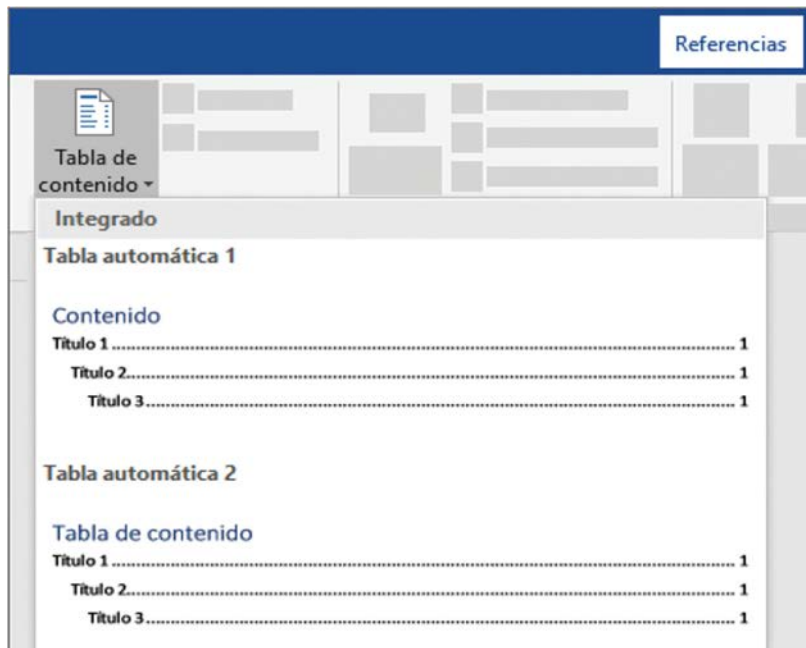 Referencias
Tabla de
contenido
Integrado
Tabla automática 1
Contenido
Título 1........................................................................................................ 1
Título 2........................................................................................................ 1
Título 3........................................................................................................ 1
Tabla automática 2
Tabla de contenido
Título 1........................................................................................................ 1
Título 2........................................................................................................ 1
Título 3........................................................................................................ 1